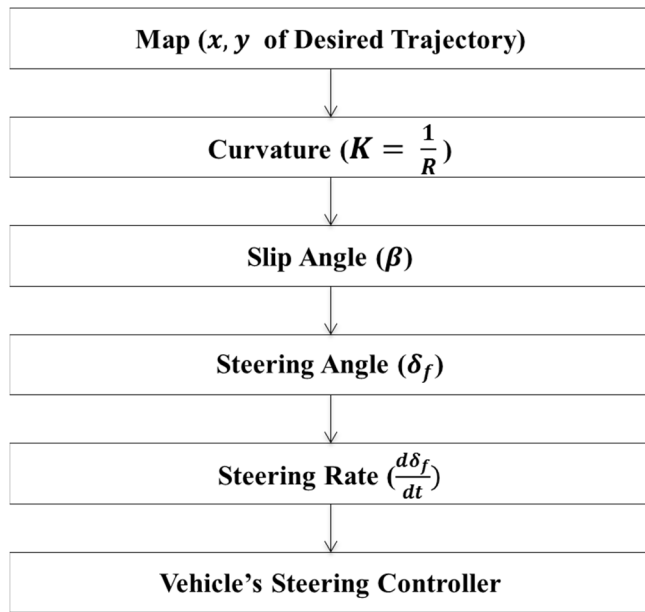 Map (x, y of Desired Trajectory)
Curvature (K = 1/R)
Slip Angle (β)
Steering Angle (δ_f)
Steering Rate (dδ_f/dt)
Vehicle's Steering Controller